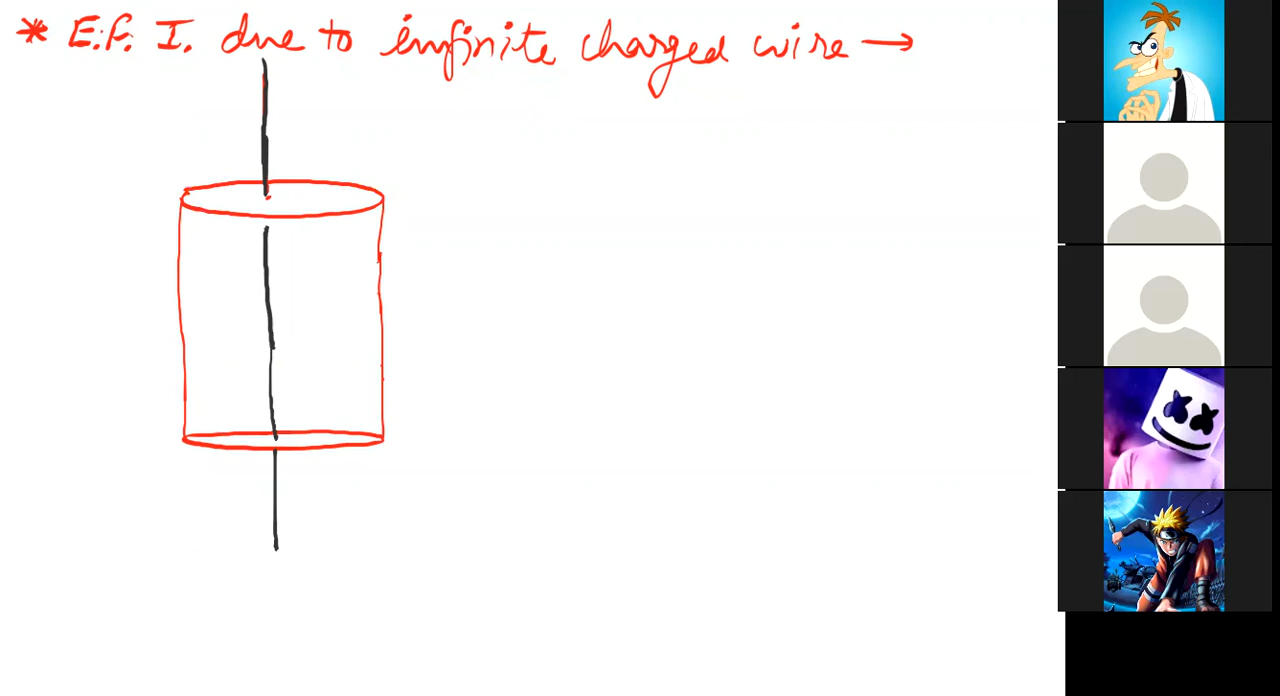 * E.F. I. due to infinite charged wire →